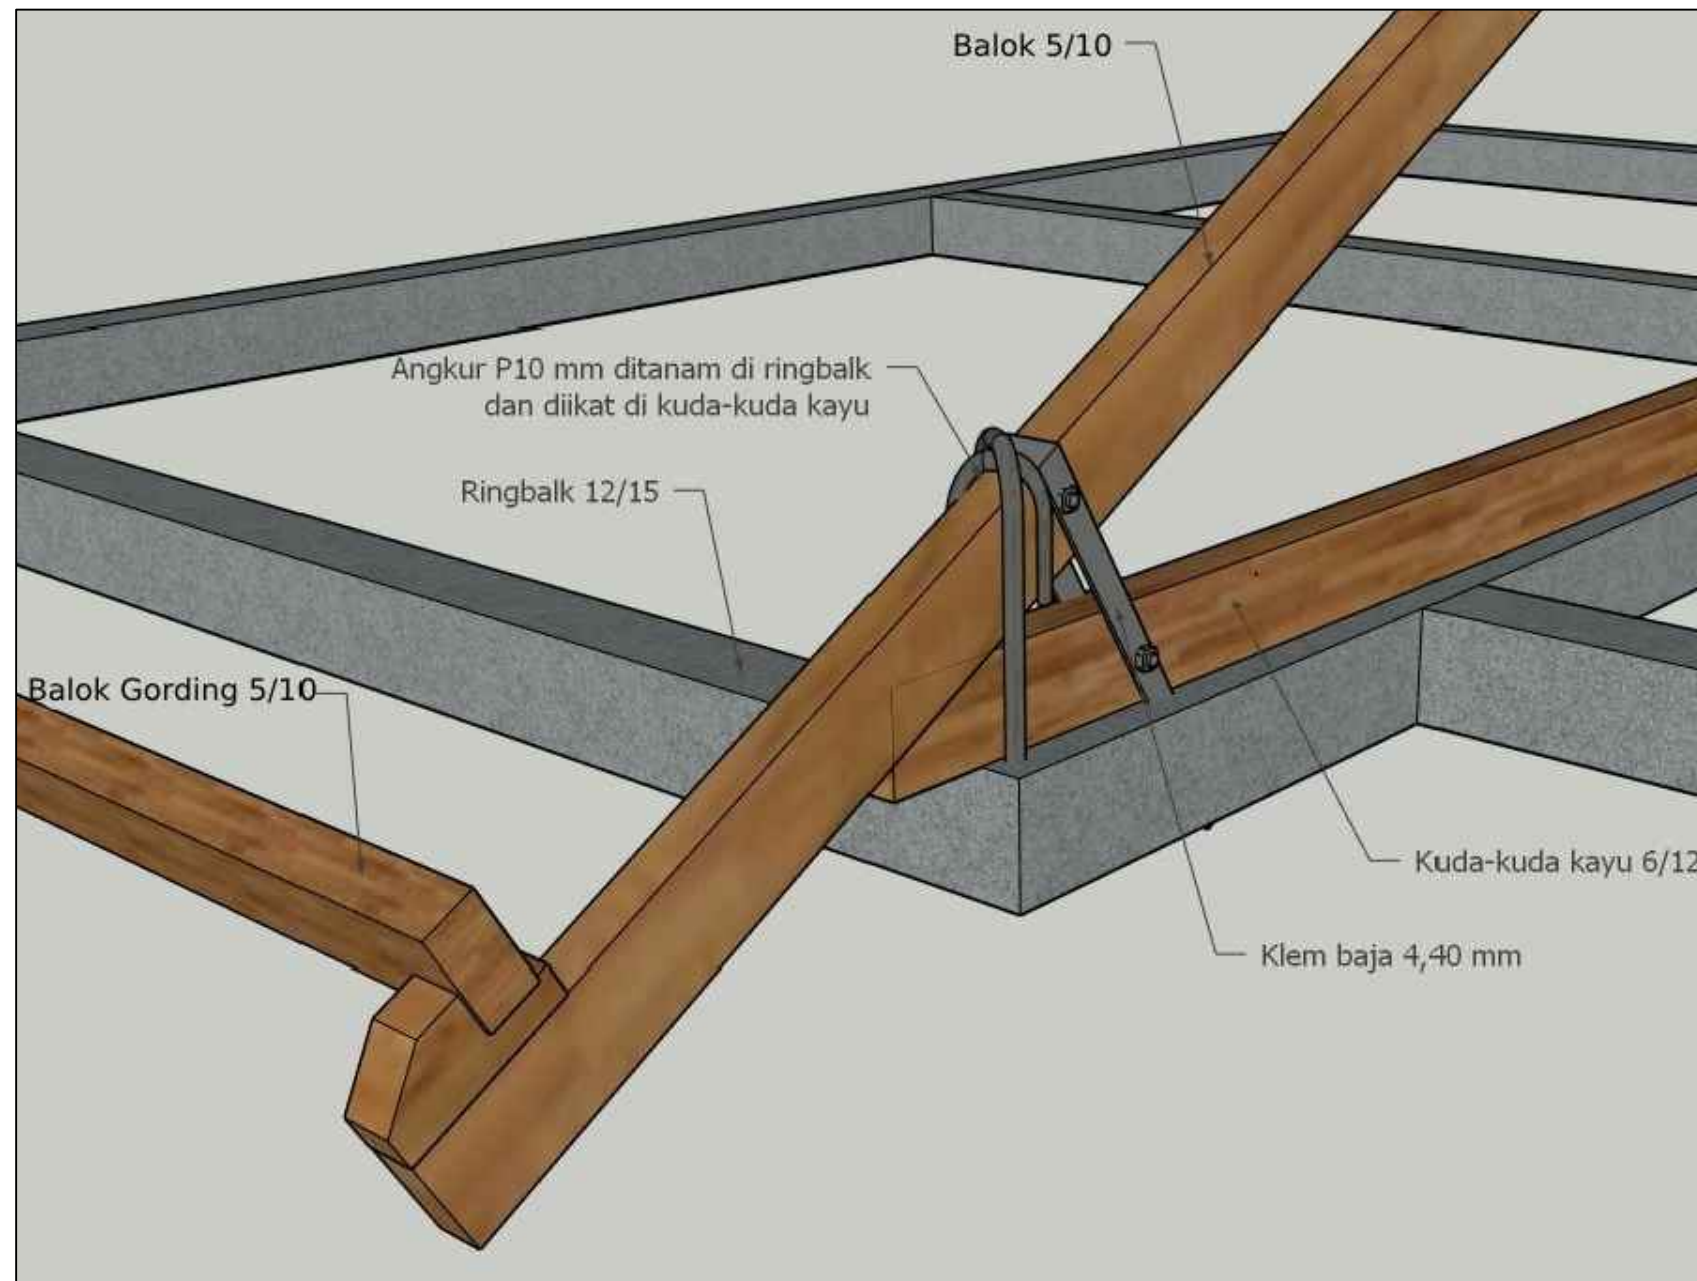 Balok 5/10
Angkur P10 mm ditanam di ringbalk
dan diikat di kuda-kuda kayu
Ringbalk 12/15
Balok Gording 5/10
Kuda-kuda kayu 6/12
Klem baja 4,40 mm